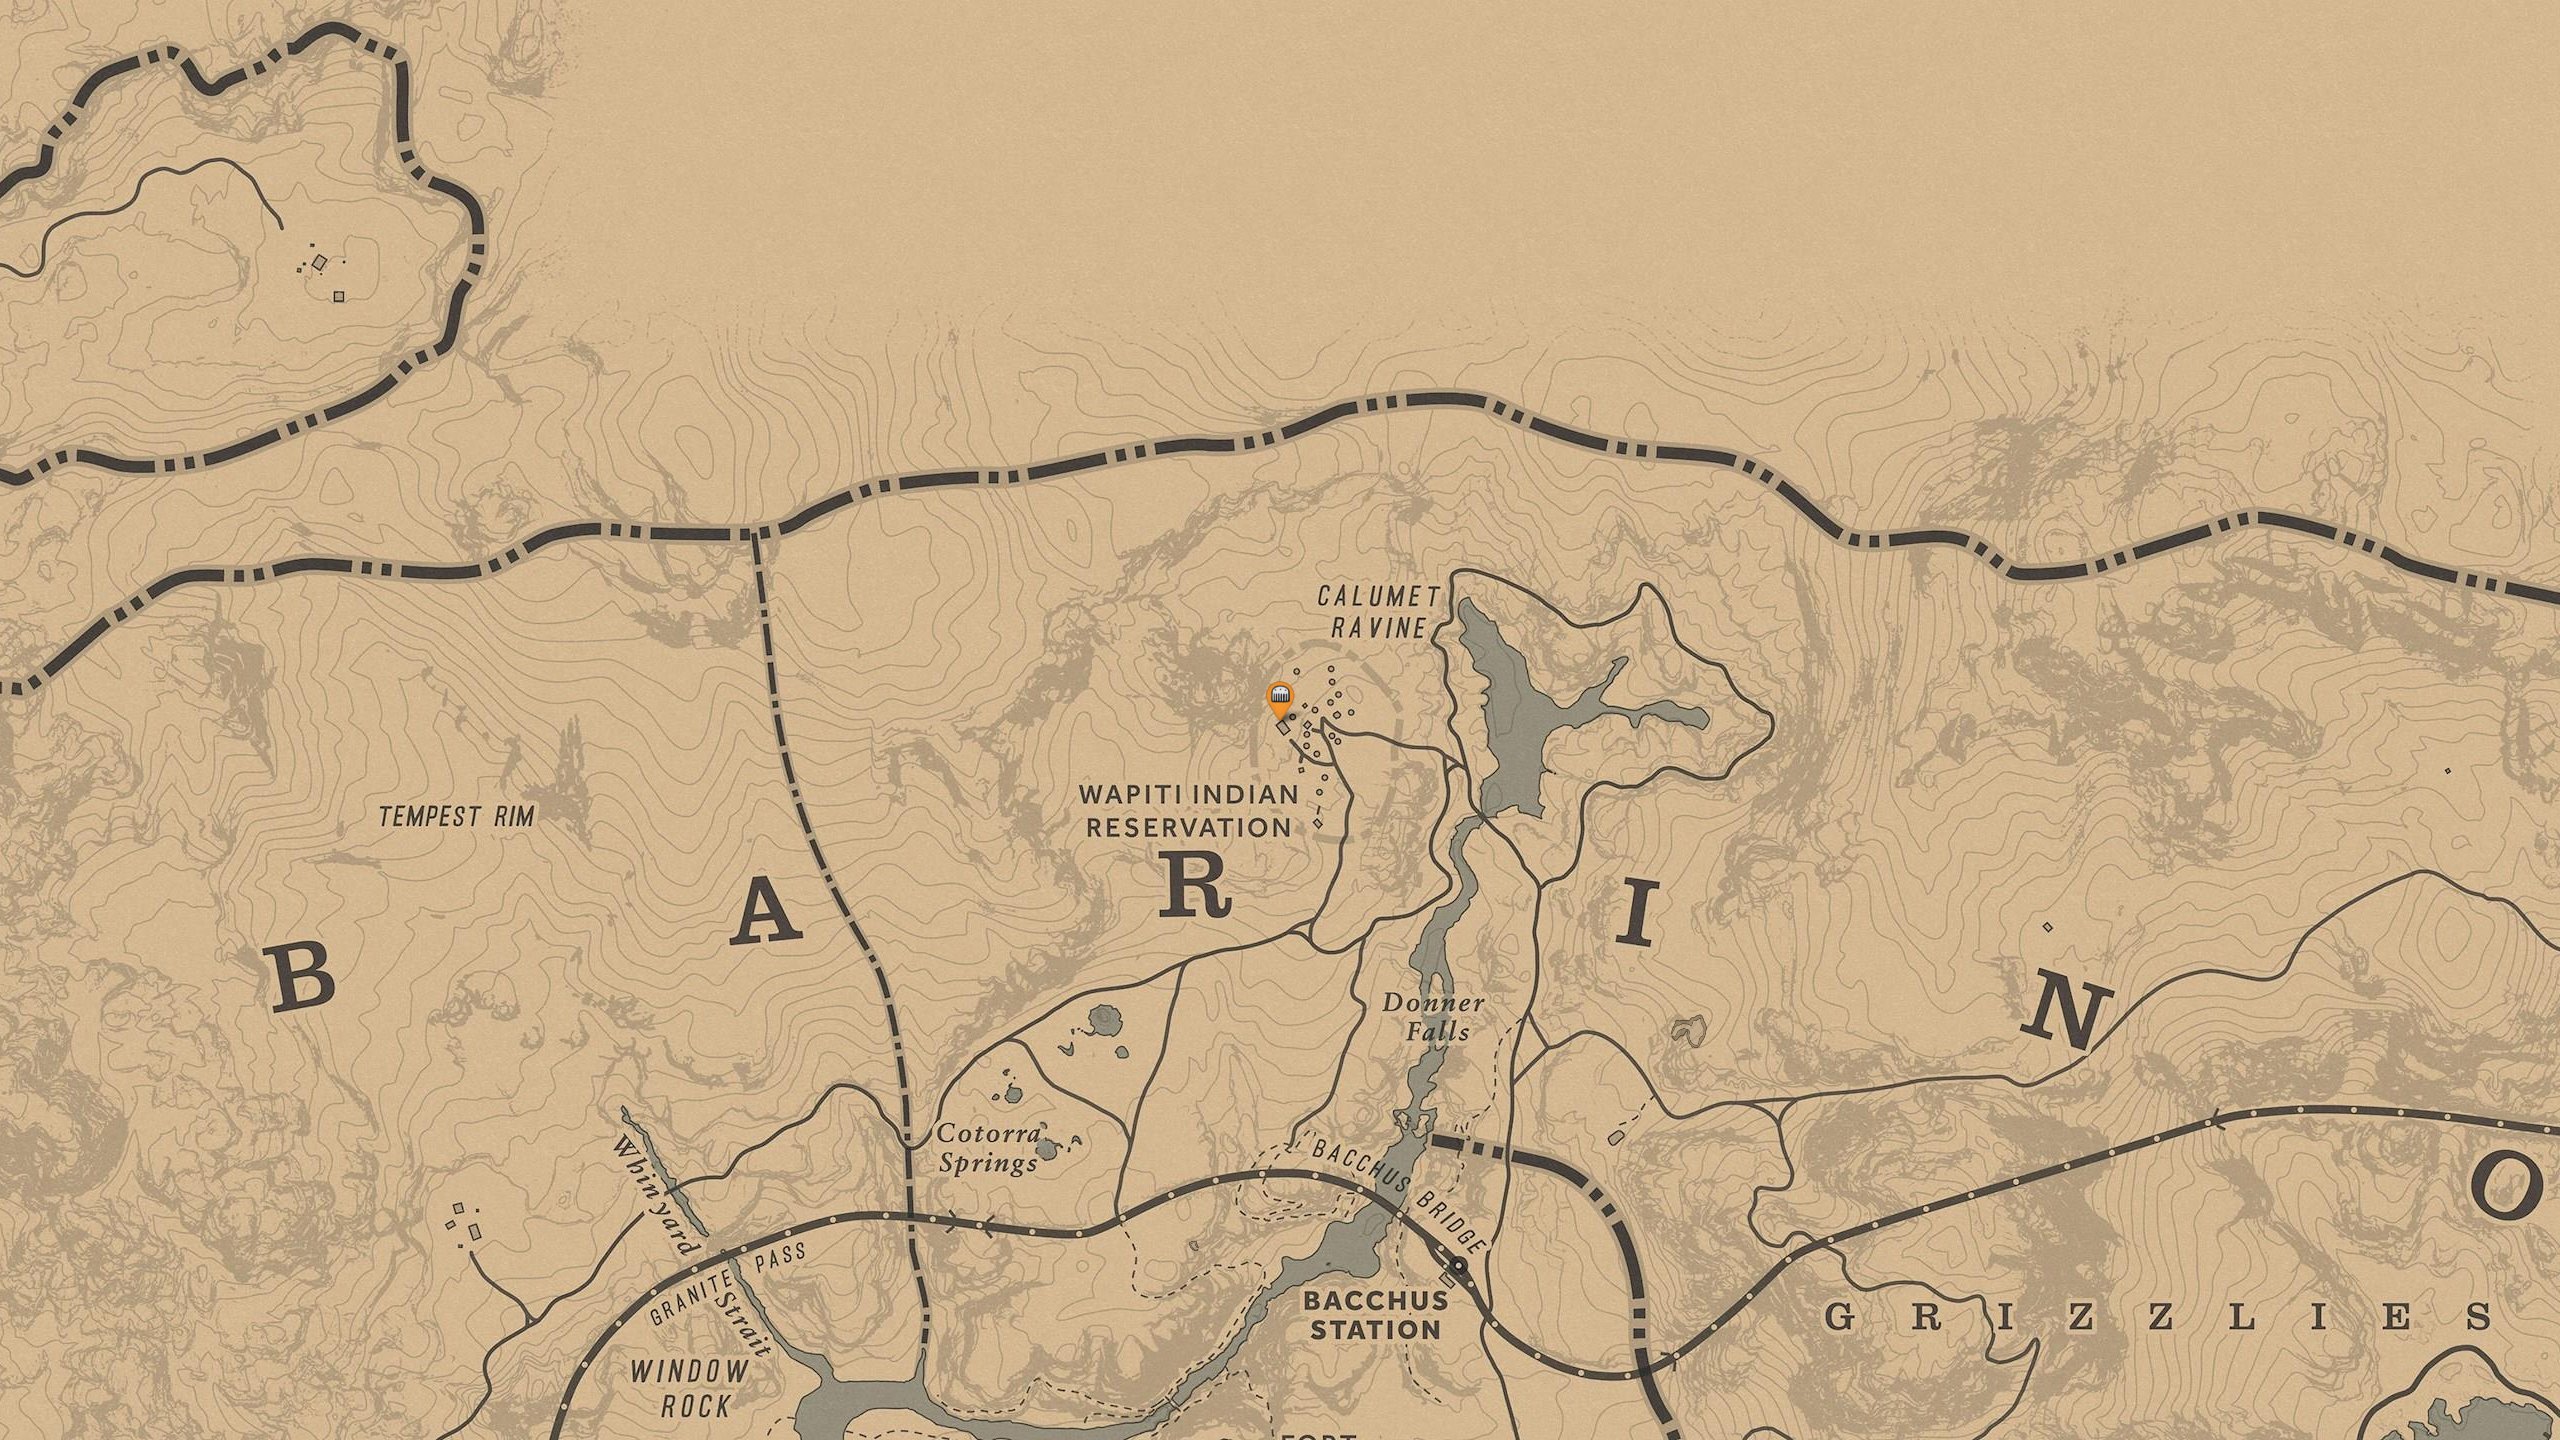 CALUMET
RAVINE
WAPITI INDIAN
RESERVATION
TEMPEST RIM
B A R I N O
Donner
Falls
Cotorra
Springs
Whinyard
Strait
BACCHUS BRIDGE
GRANITE PASS
BACCHUS
STATION
GRIZZLIES
WINDOW
ROCK
FORT